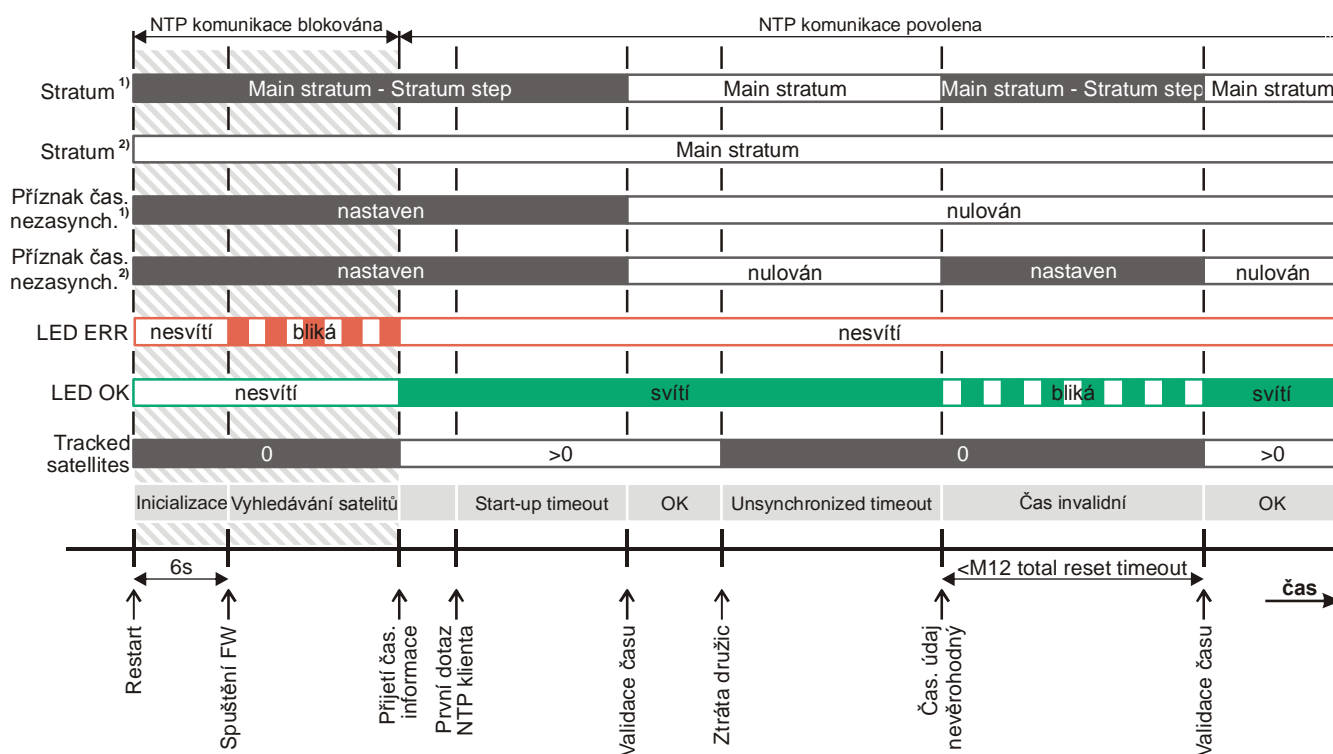 NTP komunikace blokována
NTP komunikace povolena
Stratum 1)
Main stratum - Stratum step
Main stratum
Main stratum - Stratum step
Main stratum
Stratum 2)
Main stratum
Příznak čas.
nezasynch.1)
nastaven
nulován
Příznak čas.
nezasynch.2)
nastaven
nulován
nastaven
nulován
LED ERR
nesvítí
bliká
nesvítí
LED OK
nesvítí
svítí
bliká
svítí
Tracked
satellites
0
>0
0
>0
Inicializace
Vyhledávání satelitů
Start-up timeout
OK
Unsynchronized timeout
Čas invalidní
OK
6s
<M12 total reset timeout
čas
Restart
Spuštění FW
Přijetí čas.
informace
První dotaz
NTP klienta
Validace času
Ztráta družic
Čas. údaj
nevěrohodný
Validace času